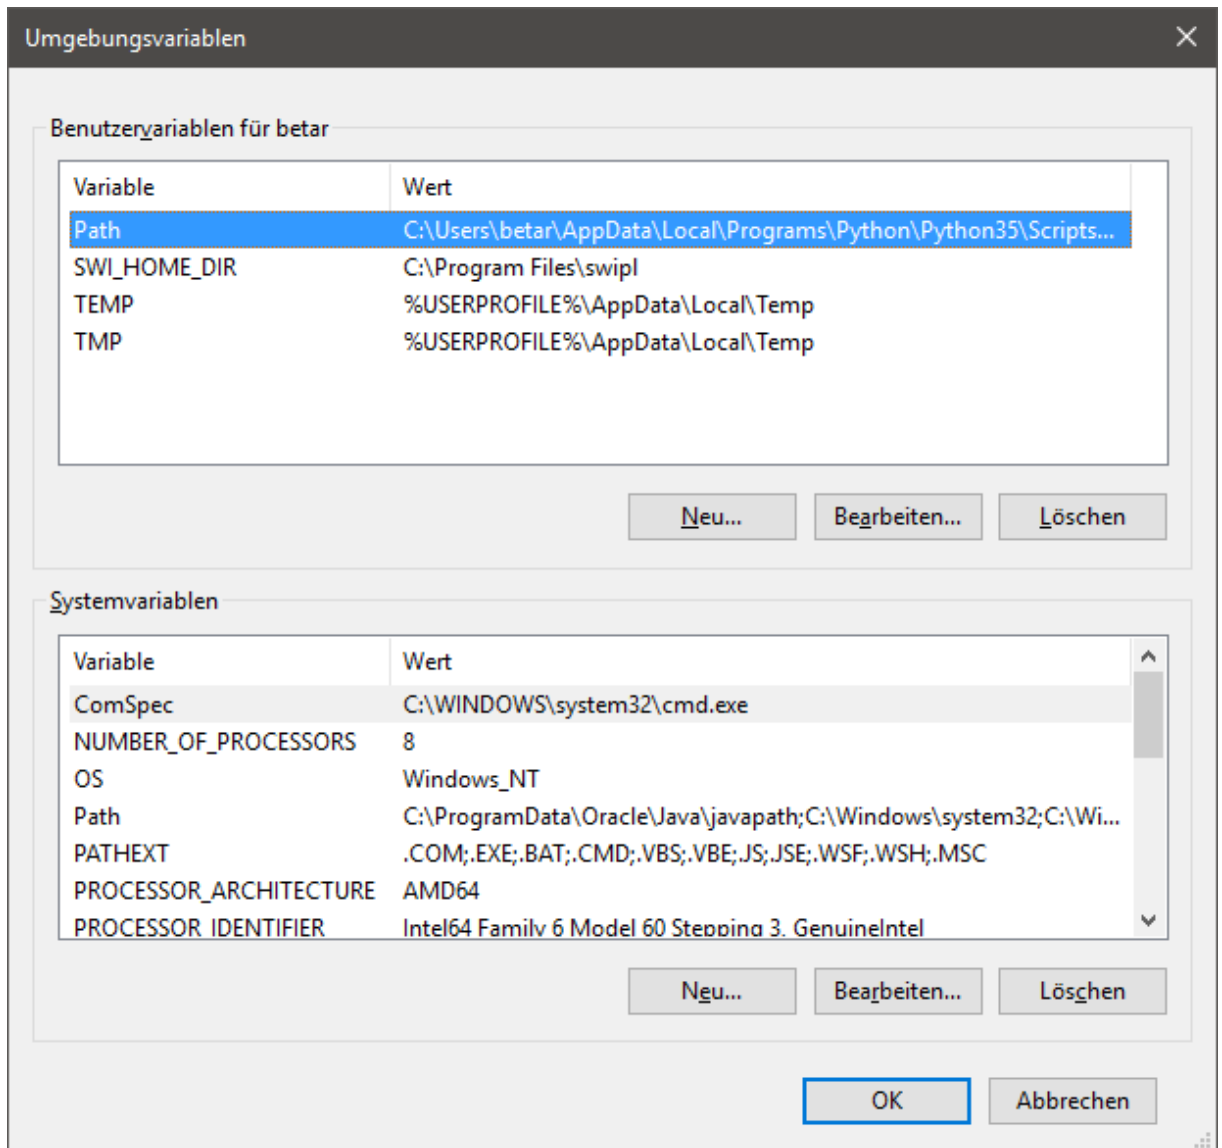 Umgebungsvariablen
Benutzervariablen für betar
Variable Wert
Path C:\Users\betar\AppData\Local\Programs\Python\Python35\Scripts...
SWI_HOME_DIR C:\Program Files\swipl
TEMP %USERPROFILE%\AppData\Local\Temp
TMP %USERPROFILE%\AppData\Local\Temp
Neu... Bearbeiten... Löschen
Systemvariablen
Variable Wert
ComSpec C:\WINDOWS\system32\cmd.exe
NUMBER_OF_PROCESSORS 8
OS Windows_NT
Path C:\ProgramData\Oracle\Java\javapath;C:\Windows\system32;C:\Wi...
PATHEXT .COM;.EXE;.BAT;.CMD;.VBS;.VBE;.JS;.JSE;.WSF;.WSH;.MSC
PROCESSOR_ARCHITECTURE AMD64
PROCESSOR_IDENTIFIER Intel64 Family 6 Model 60 Stepping 3, GenuineIntel
Neu... Bearbeiten... Löschen
OK Abbrechen